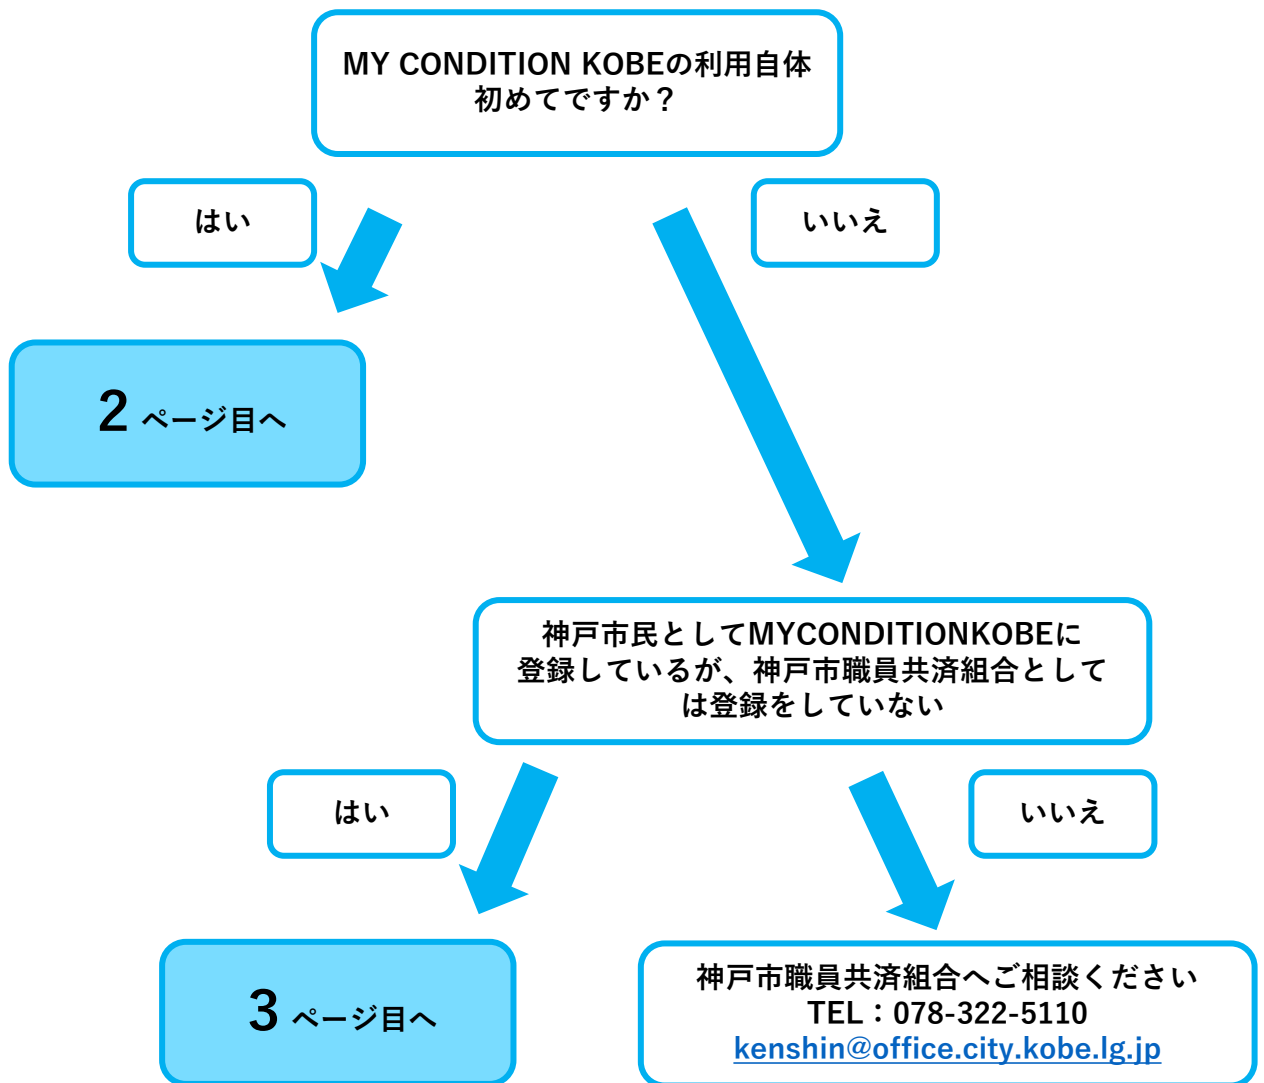 MY CONDITION KOBEの利用自体
初めてですか？
はい
いいえ
2 ページ目へ
神戸市民としてMYCONDITIONKOBEに
登録しているが、神戸市職員共済組合として
は登録をしていない
はい
いいえ
3 ページ目へ
神戸市職員共済組合へご相談ください
TEL：078-322-5110
kenshin@office.city.kobe.lg.jp